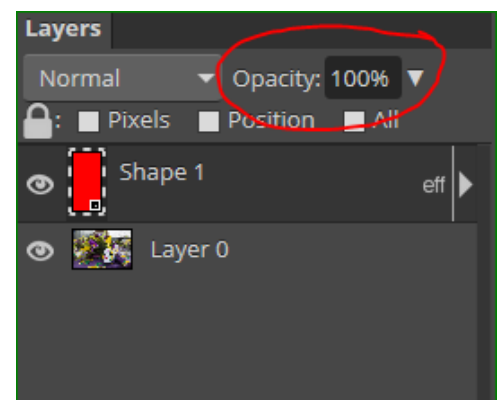 Layers
Normal Opacity: 100%
: Pixels Position All
Shape 1 eff
Layer 0